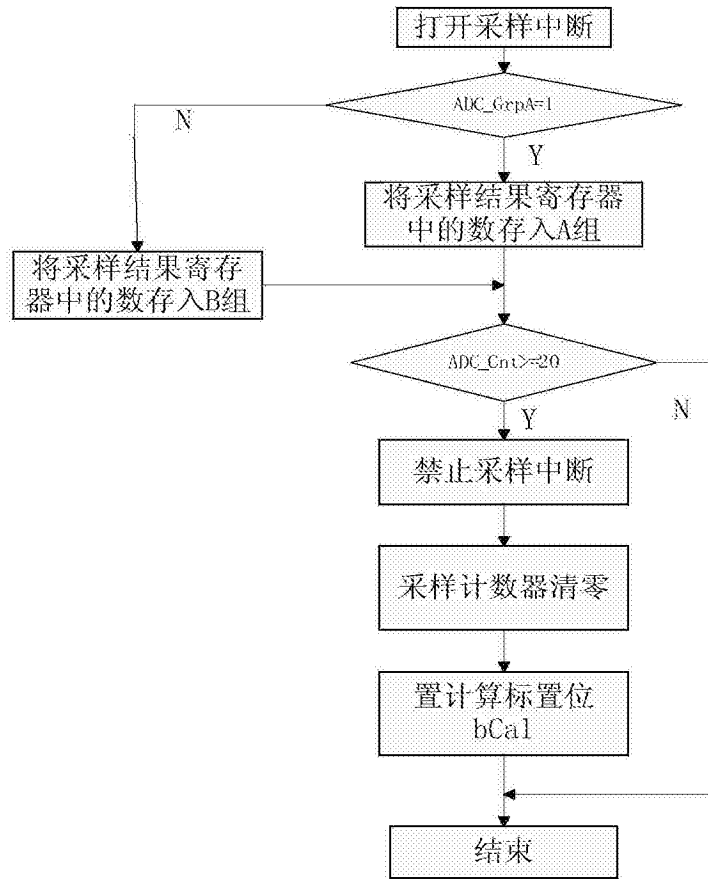 打开采样中断
ADC_GrpA=1
N
Y
将采样结果寄存器
中的数存入A组
将采样结果寄存
器中的数存入B组
ADC_Cnt>=20
N
Y
禁止采样中断
采样计数器清零
置计算标置位
bCal
结束